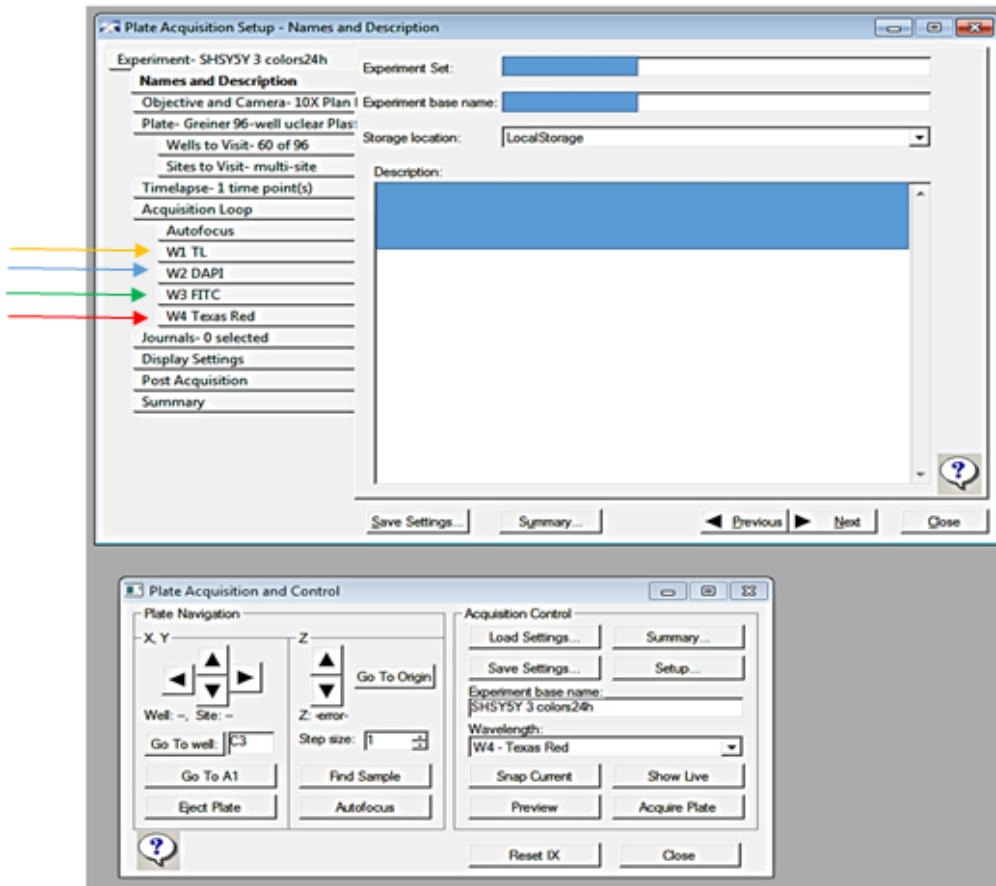 Plate Acquisition Setup - Names and Description
Experiment- SHSY5Y 3 colors24h
Names and Description
Objective and Camera- 10X Plan
Plate- Greiner 96-well uclear Plas
Wells to Visit- 60 of 96
Sites to Visit- multi-site
Timelapse- 1 time point(s)
Acquisition Loop
Autofocus
W1 TL
W2 DAPI
W3 FITC
W4 Texas Red
Journals- 0 selected
Display Settings
Post Acquisition
Summary
Experiment Set:
Experiment base name:
Storage location: LocalStorage
Description:
?
Save Settings... Summary... Previous Next Close
Plate Acquisition and Control
Plate Navigation
X, Y
Z
Go To Origin
Well: --, Site: --
Z: -error-
Go To well: C3
Step size: 1
Go To A1
Find Sample
Eject Plate
Autofocus
?
Acquisition Control
Load Settings... Summary...
Save Settings... Setup...
Experiment base name:
SHSY5Y 3 colors24h
Wavelength:
W4 - Texas Red
Snap Current Show Live
Preview Acquire Plate
Reset IX Close